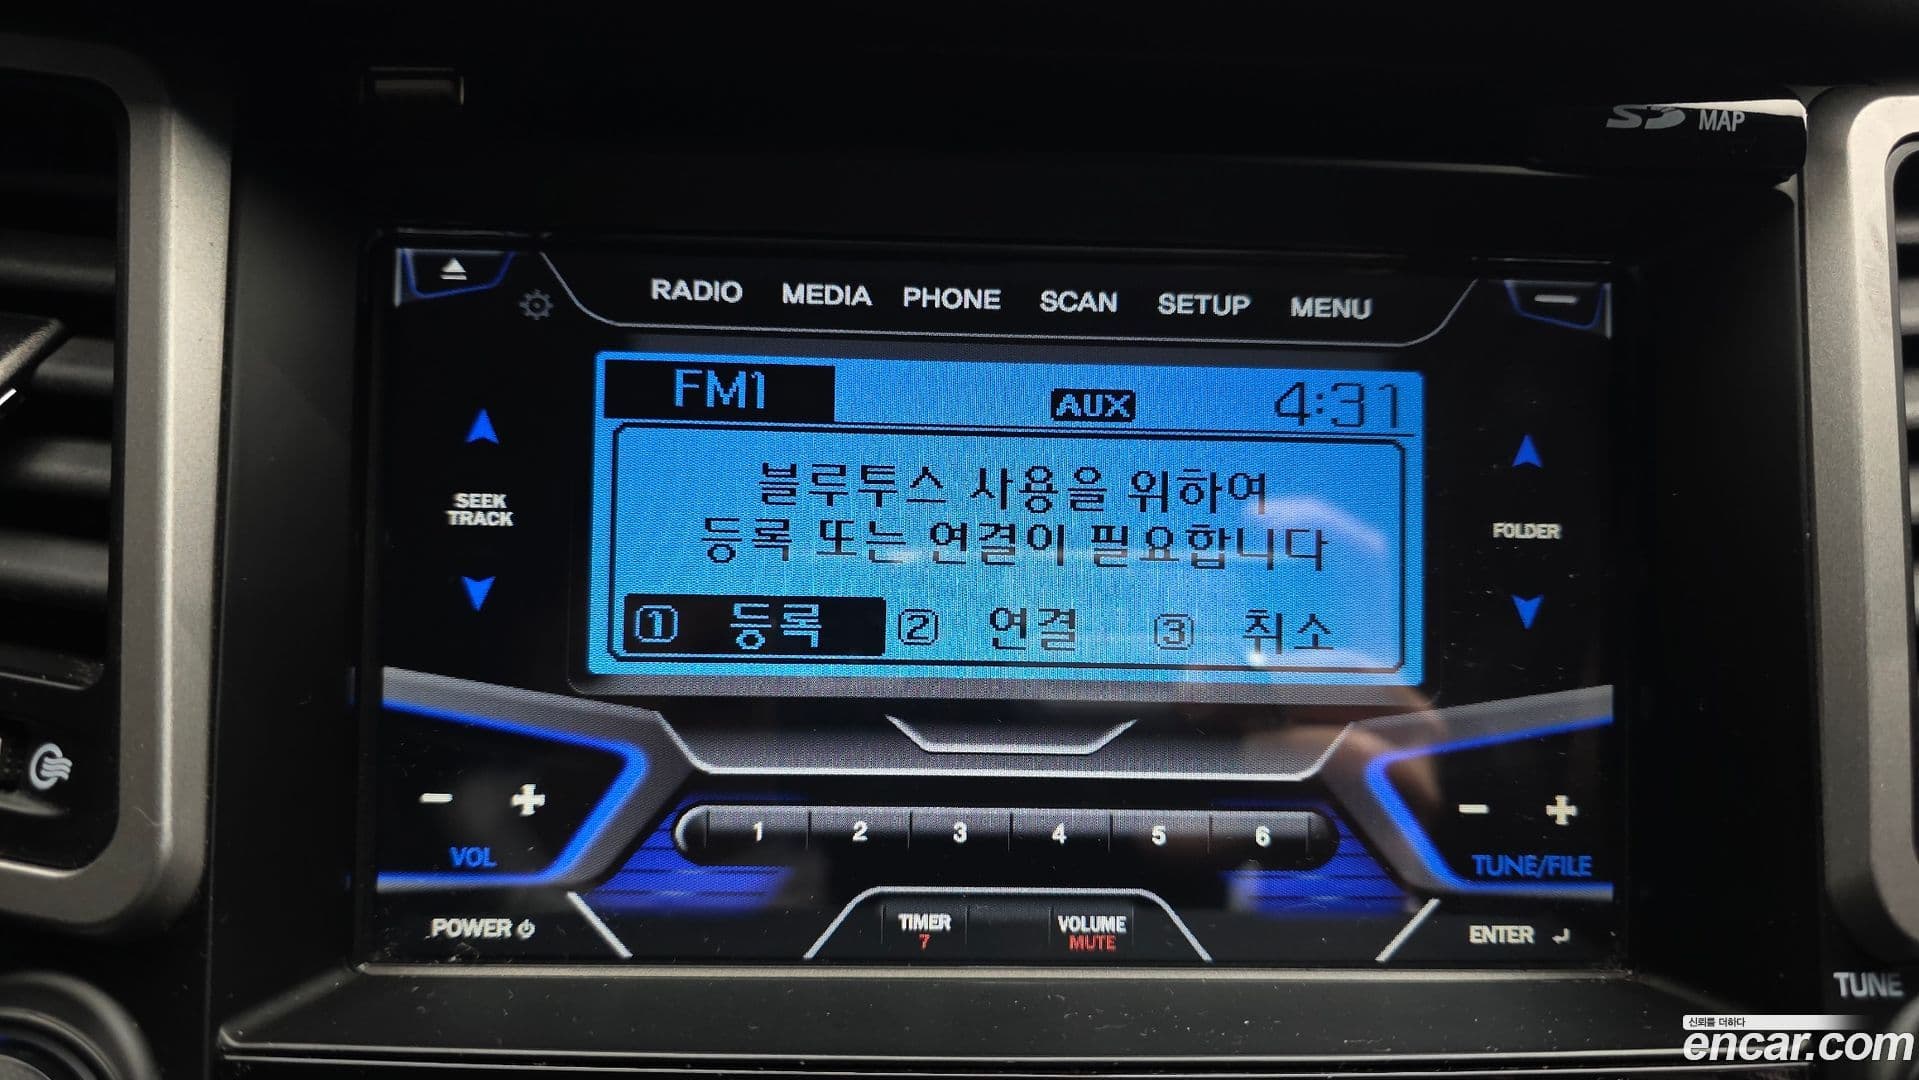 SD MAP
RADIO MEDIA PHONE SCAN SETUP MENU
FM1 AUX 4:31
블루투스 사용을 위하여
등록 또는 연결이 필요합니다
① 등록 ② 연결 ③ 취소
SEEK
TRACK
FOLDER
1 2 3 4 5 6
VOL
TUNE/FILE
POWER
TIMER
7
VOLUME
MUTE
ENTER
TUNE
신뢰를 더하다
encar.com